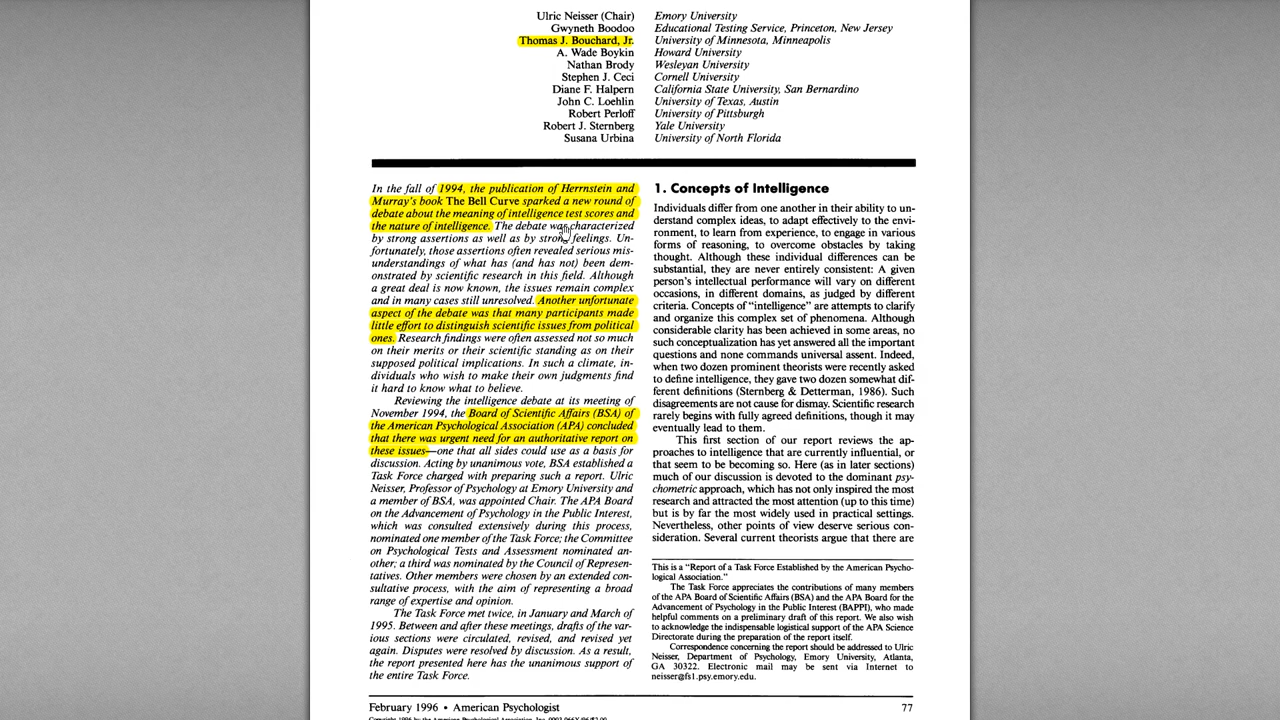 Ulric Neisser (Chair) Emory University
Gwyneth Boodoo Educational Testing Service, Princeton, New Jersey
Thomas J. Bouchard, Jr. University of Minnesota, Minneapolis
A. Wade Boykin Howard University
Nathan Brody Wesleyan University
Stephen J. Ceci Cornell University
Diane F. Halpern California State University, San Bernardino
John C. Loehlin University of Texas, Austin
Robert Perloff University of Pittsburgh
Robert J. Sternberg Yale University
Susana Urbina University of North Florida
In the fall of 1994, the publication of Herrnstein and
Murray's book The Bell Curve sparked a new round of
debate about the meaning of intelligence test scores and
the nature of intelligence. The debate was characterized
by strong assertions as well as by strong feelings. Un-
fortunately, those assertions often revealed serious mis-
understandings of what has (and has not) been dem-
onstrated by scientific research in this field. Although
a great deal is now known, the issues remain complex
and in many cases still unresolved. Another unfortunate
aspect of the debate was that many participants made
little effort to distinguish scientific issues from political
ones. Research findings were often assessed not so much
on their merits or their scientific standing as on their
supposed political implications. In such a climate, in-
dividuals who wish to make their own judgments find
it hard to know what to believe.
Reviewing the intelligence debate at its meeting of
November 1994, the Board of Scientific Affairs (BSA) of
the American Psychological Association (APA) concluded
that there was urgent need for an authoritative report on
these issues—one that all sides could use as a basis for
discussion. Acting by unanimous vote, BSA established a
Task Force charged with preparing such a report. Ulric
Neisser, Professor of Psychology at Emory University and
a member of BSA, was appointed Chair. The APA Board
on the Advancement of Psychology in the Public Interest,
which was consulted extensively during this process,
nominated one member of the Task Force; the Committee
on Psychological Tests and Assessment nominated an-
other; a third was nominated by the Council of Represen-
tatives. Other members were chosen by an extended con-
sultative process, with the aim of representing a broad
range of expertise and opinion.
The Task Force met twice, in January and March of
1995. Between and after these meetings, drafts of the var-
ious sections were circulated, revised, and revised yet
again. Disputes were resolved by discussion. As a result,
the report presented here has the unanimous support of
the entire Task Force.
1. Concepts of Intelligence
Individuals differ from one another in their ability to un-
derstand complex ideas, to adapt effectively to the envi-
ronment, to learn from experience, to engage in various
forms of reasoning, to overcome obstacles by taking
thought. Although these individual differences can be
substantial, they are never entirely consistent: A given
person's intellectual performance will vary on different
occasions, in different domains, as judged by different
criteria. Concepts of "intelligence" are attempts to clarify
and organize this complex set of phenomena. Although
considerable clarity has been achieved in some areas, no
such conceptualization has yet answered all the important
questions and none commands universal assent. Indeed,
when two dozen prominent theorists were recently asked
to define intelligence, they gave two dozen somewhat dif-
ferent definitions (Sternberg & Detterman, 1986). Such
disagreements are not cause for dismay. Scientific research
rarely begins with fully agreed definitions, though it may
eventually lead to them.
This first section of our report reviews the ap-
proaches to intelligence that are currently influential, or
that seem to be becoming so. Here (as in later sections)
much of our discussion is devoted to the dominant psy-
chometric approach, which has not only inspired the most
research and attracted the most attention (up to this time)
but is by far the most widely used in practical settings.
Nevertheless, other points of view deserve serious con-
sideration. Several current theorists argue that there are
This is a "Report of a Task Force Established by the American Psycho-
logical Association."
The Task Force appreciates the contributions of many members
of the APA Board of Scientific Affairs (BSA) and the APA Board for the
Advancement of Psychology in the Public Interest (BAPPI), who made
helpful comments on a preliminary draft of this report. We also wish
to acknowledge the indispensable logistical support of the APA Science
Directorate during the preparation of the report itself.
Correspondence concerning the report should be addressed to Ulric
Neisser, Department of Psychology, Emory University, Atlanta,
GA 30322. Electronic mail may be sent via Internet to
neisser@fs1.psy.emory.edu.
February 1996 • American Psychologist 77